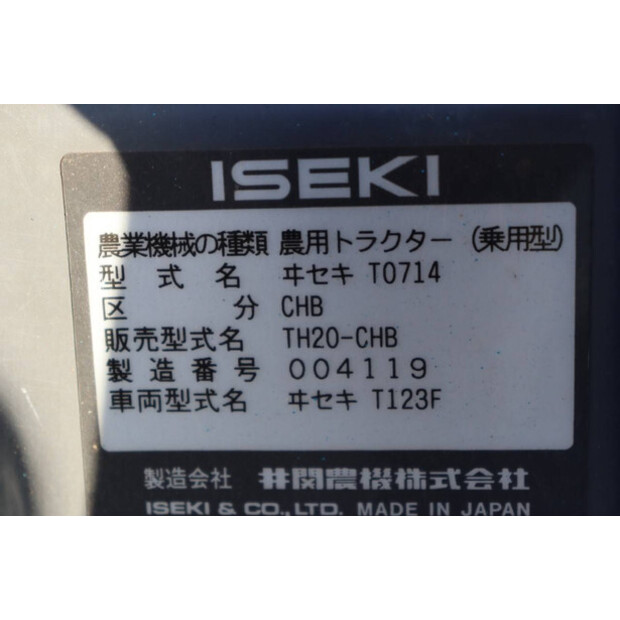 ISEKI
農業機械の種類 農用トラクター (乗用型)
型式名 ヰセキ T0714
区分 CHB
販売型式名 TH20-CHB
製造番号 004119
車両型式名 ヰセキ T123F
製造会社 井関農機株式会社
ISEKI & CO.,LTD. MADE IN JAPAN